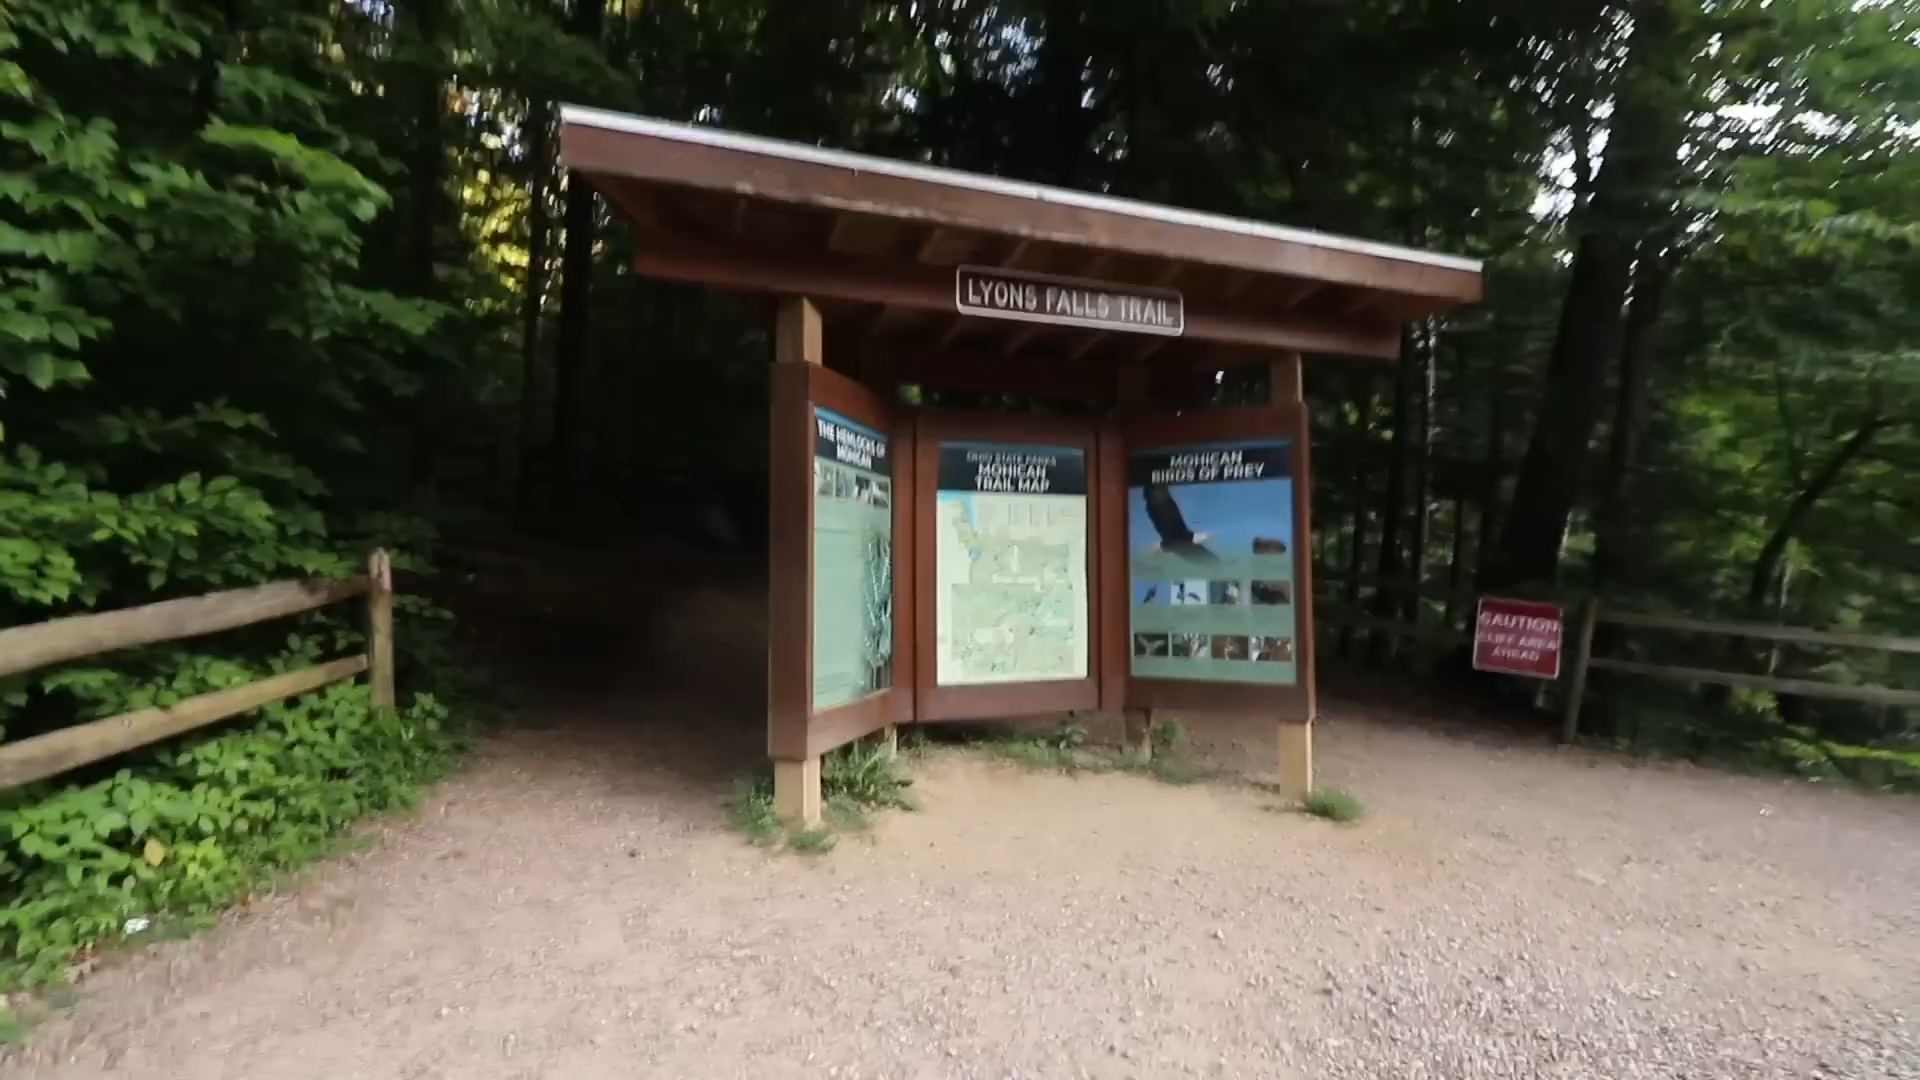 LYONS FALLS TRAIL
THE HEMLOCKS OF
MOHICAN
OHIO STATE PARKS
MOHICAN
TRAIL MAP
MOHICAN
BIRDS OF PREY
CAUTION
CLIFF AREA
AHEAD